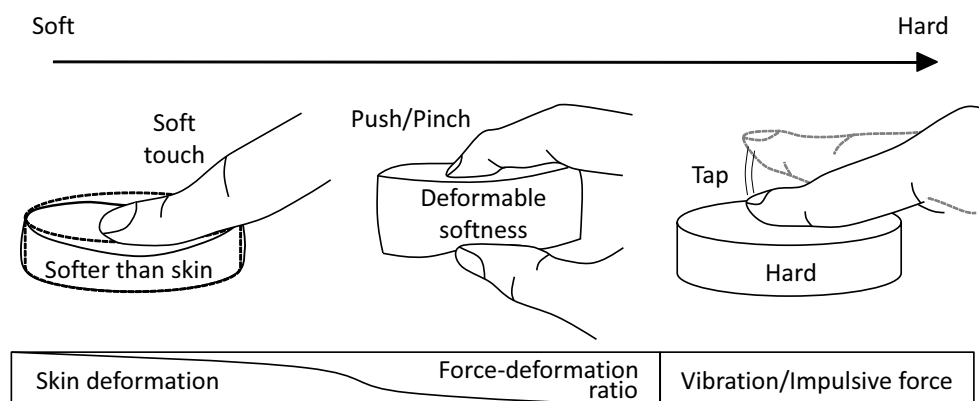 Soft
Hard
Soft
touch
Push/Pinch
Tap
Softer than skin
Deformable
softness
Hard
Skin deformation
Force-deformation
ratio
Vibration/Impulsive force